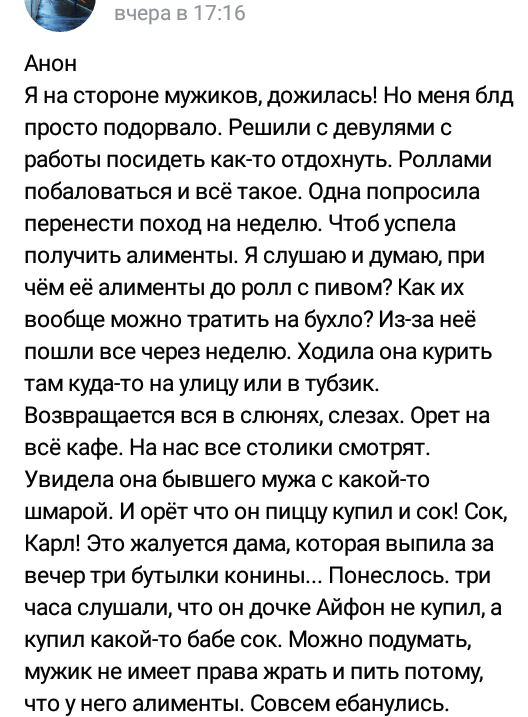 вчера в 17:16
Анон
Я на стороне мужиков, дожилась! Но меня блд
просто подорвало. Решили с девулями с
работы посидеть как-то отдохнуть. Роллами
побаловаться и всё такое. Одна попросила
перенести поход на неделю. Чтоб успела
получить алименты. Я слушаю и думаю, при
чём её алименты до ролл с пивом? Как их
вообще можно тратить на бухло? Из-за неё
пошли все через неделю. Ходила она курить
там куда-то на улицу или в тубзик.
Возвращается вся в слюнях, слезах. Орет на
всё кафе. На нас все столики смотрят.
Увидела она бывшего мужа с какой-то
шмарой. И орёт что он пиццу купил и сок! Сок,
Карл! Это жалуется дама, которая выпила за
вечер три бутылки конины... Понеслось. три
часа слушали, что он дочке Айфон не купил, а
купил какой-то бабе сок. Можно подумать,
мужик не имеет права жрать и пить потому,
что у него алименты. Совсем ебанулись.